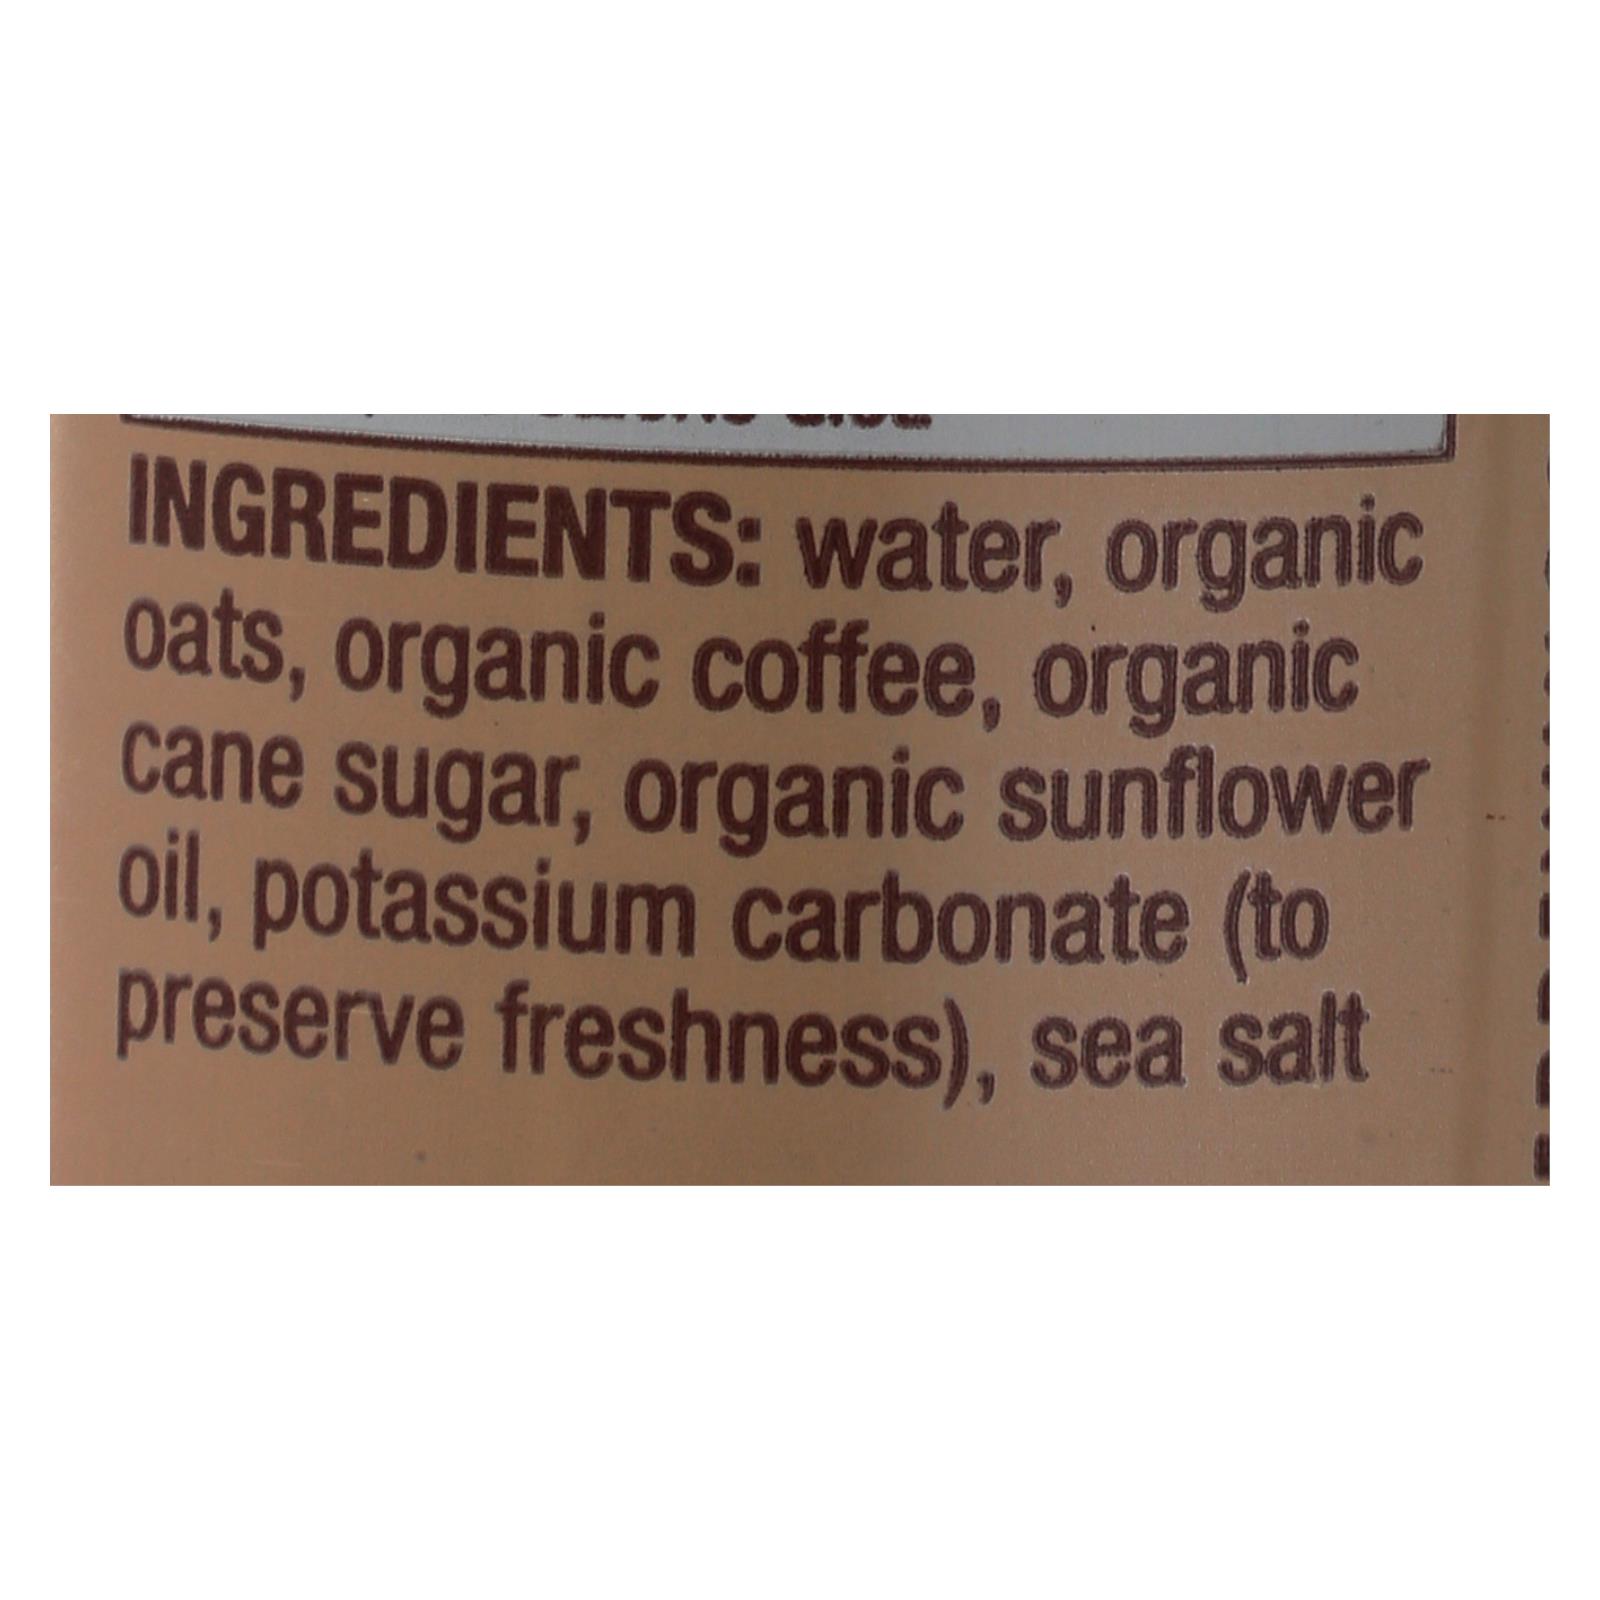 INGREDIENTS: water, organic
oats, organic coffee, organic
cane sugar, organic sunflower
oil, potassium carbonate (to
preserve freshness), sea salt